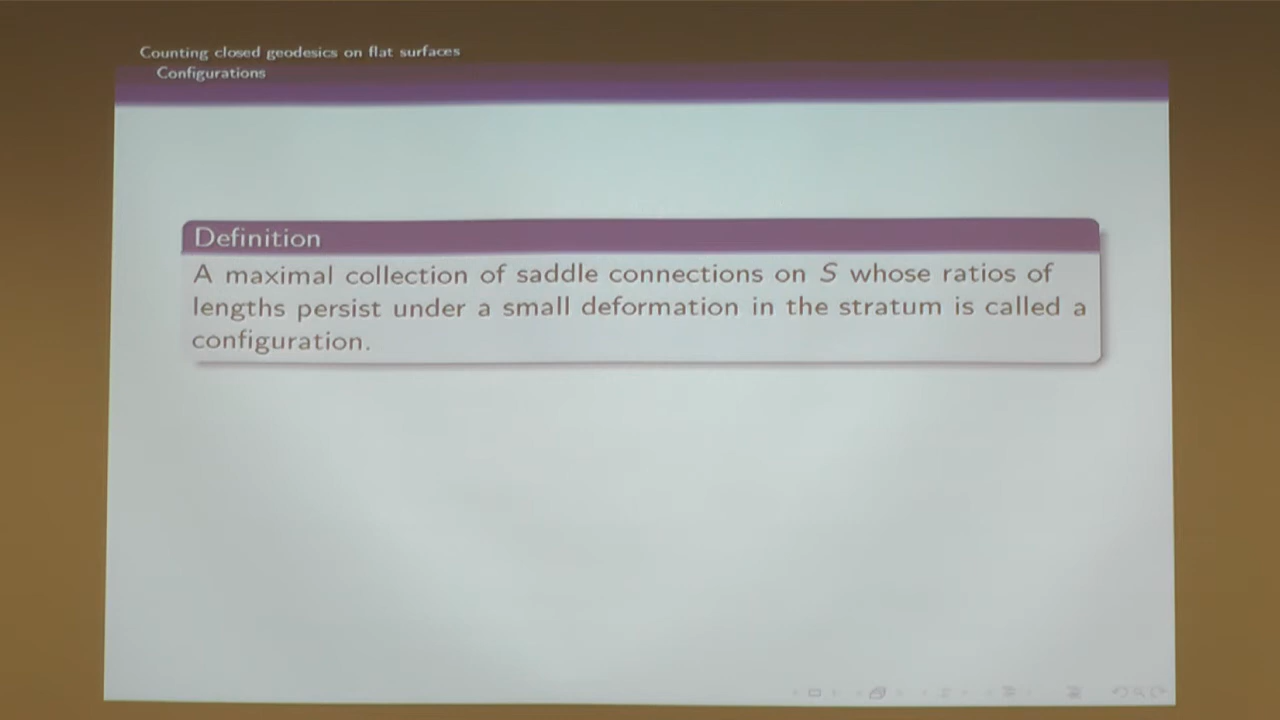 Counting closed geodesics on flat surfaces
Configurations
Definition
A maximal collection of saddle connections on S whose ratios of
lengths persist under a small deformation in the stratum is called a
configuration.